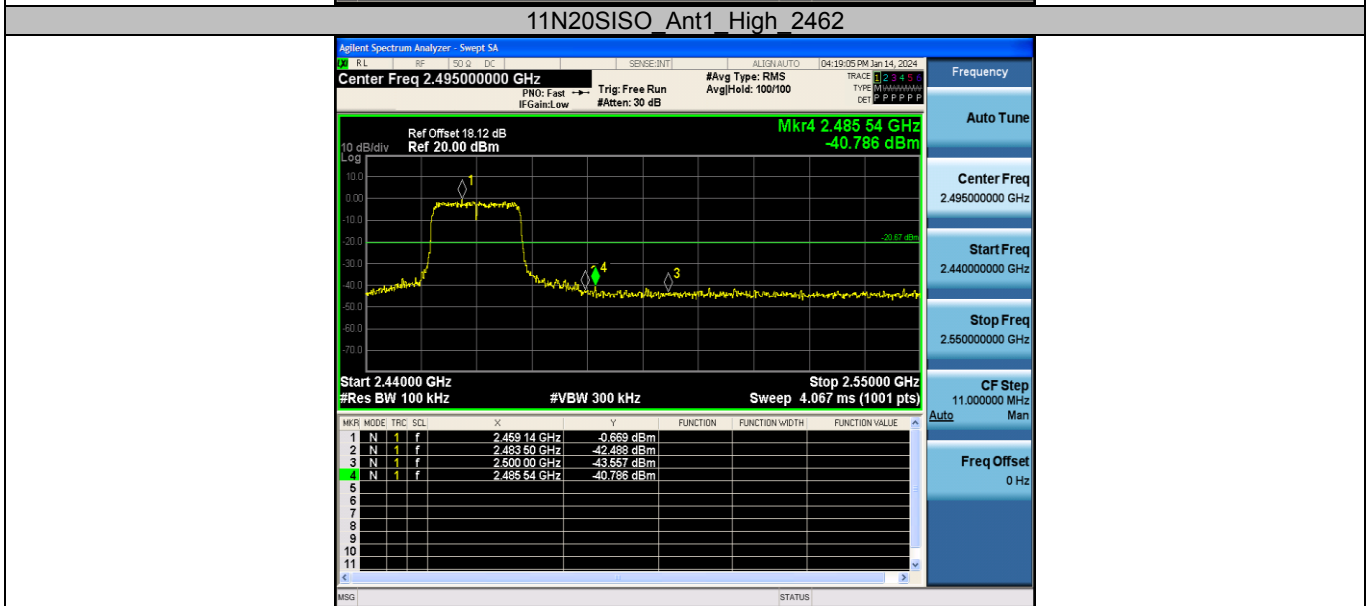 11N20SISO_Ant1_High_2462
Agilent Spectrum Analyzer - Swept SA
LXI RL RF 50 Ω DC SENSE:INT ALIGN AUTO 04:19:05 PM Jan 14, 2024
Center Freq 2.495000000 GHz
PNO: Fast
IFGain:Low
Trig: Free Run
#Atten: 30 dB
#Avg Type: RMS
Avg|Hold: 100/100
TRACE 1 2 3 4 5 6
TYPE M W W W W W
DET P P P P P P
Mkr4 2.485 54 GHz
-40.786 dBm
Ref Offset 18.12 dB
10 dB/div Ref 20.00 dBm
Log
10.0
0.00
-10.0
-20.0
-30.0
-40.0
-50.0
-60.0
-70.0
1
-20.67 dBm
4
3
Start 2.44000 GHz Stop 2.55000 GHz
#Res BW 100 kHz #VBW 300 kHz Sweep 4.067 ms (1001 pts)
MKR MODE TRC SCL X Y FUNCTION FUNCTION WIDTH FUNCTION VALUE
1 N 1 f 2.459 14 GHz -0.669 dBm
2 N 1 f 2.483 50 GHz -42.488 dBm
3 N 1 f 2.500 00 GHz -43.557 dBm
4 N 1 f 2.485 54 GHz -40.786 dBm
5
6
7
8
9
10
11
MSG STATUS
Frequency
Auto Tune
Center Freq
2.495000000 GHz
Start Freq
2.440000000 GHz
Stop Freq
2.550000000 GHz
CF Step
11.000000 MHz
Auto Man
Freq Offset
0 Hz